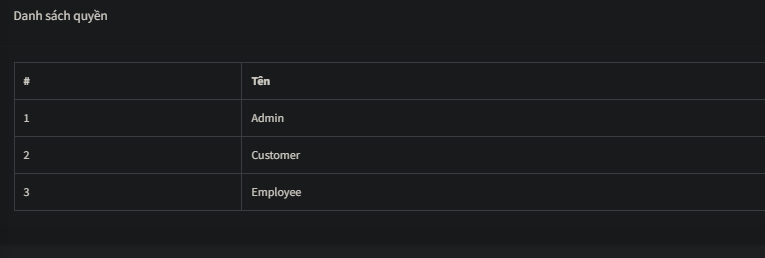 Danh sách quyền
# Tên
1 Admin
2 Customer
3 Employee